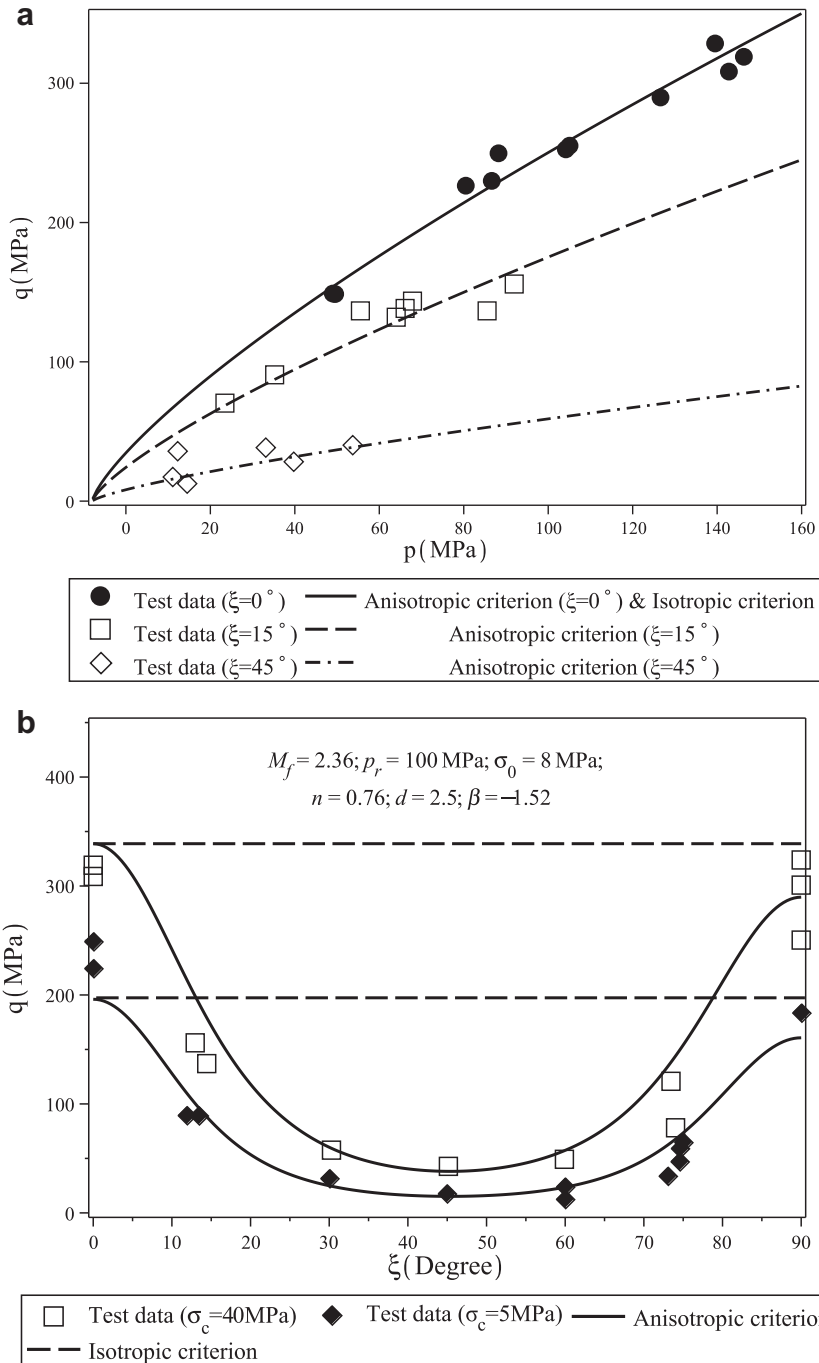 a
300
200
100
0
q(MPa)
0 20 40 60 80 100 120 140 160
p(MPa)
Test data (ξ=0°) Anisotropic criterion (ξ=0°) & Isotropic criterion
Test data (ξ=15°) Anisotropic criterion (ξ=15°)
Test data (ξ=45°) Anisotropic criterion (ξ=45°)
b
M_f = 2.36; p_r = 100 MPa; σ_0 = 8 MPa;
n = 0.76; d = 2.5; β = −1.52
400
300
200
100
0
q(MPa)
0 10 20 30 40 50 60 70 80 90
ξ(Degree)
Test data (σ_c=40MPa) Test data (σ_c=5MPa) Anisotropic criterion
Isotropic criterion